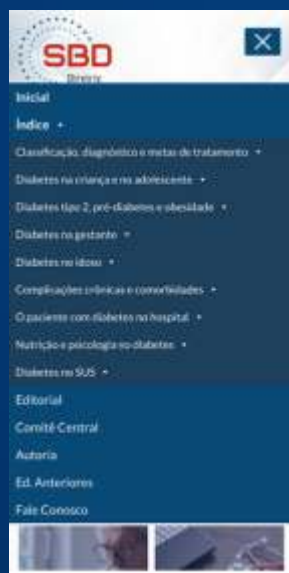 SBD
Diretriz
Inicial
Índice
Classificação, diagnóstico e metas de tratamento
Diabetes na criança e no adolescente
Diabetes tipo 2, pré-diabetes e obesidade
Diabetes na gestante
Diabetes no idoso
Complicações crônicas e comorbidades
O paciente com diabetes no hospital
Nutrição e psicologia no diabetes
Diabetes no SUS
Editorial
Comitê Central
Autoria
Ed. Anteriores
Fale Conosco